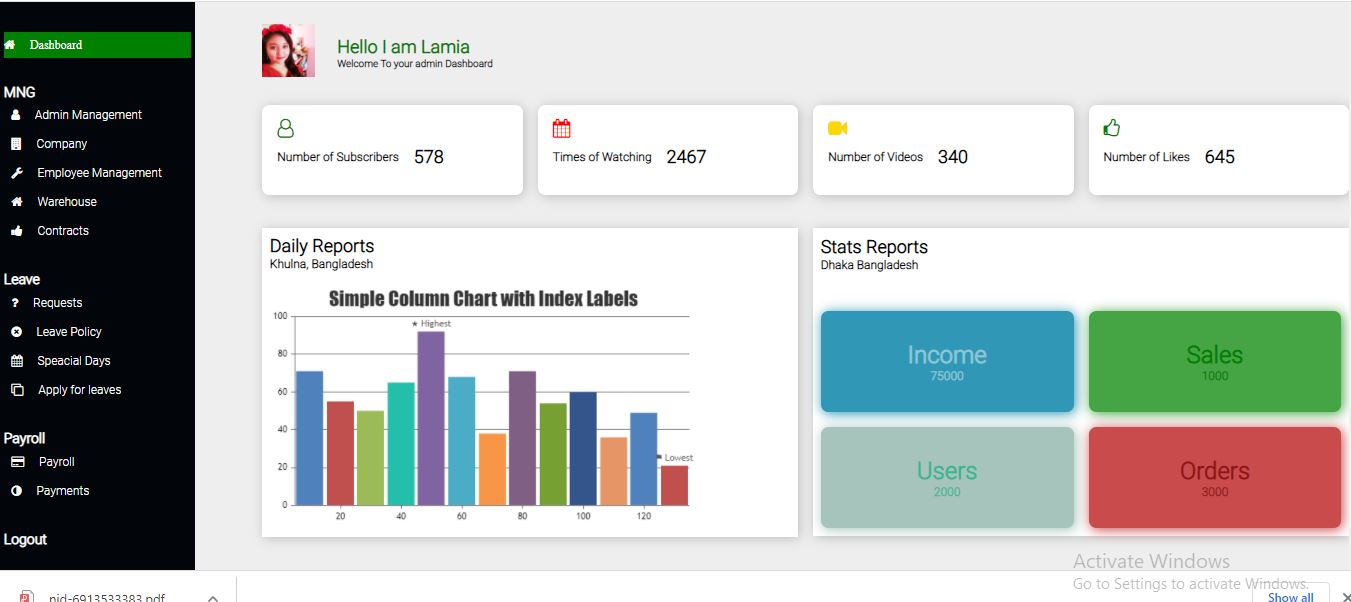 Dashboard
MNG
Admin Management
Company
Employee Management
Warehouse
Contracts
Leave
? Requests
Leave Policy
Speacial Days
Apply for leaves
Payroll
Payroll
Payments
Logout
Hello I am Lamia
Welcome To your admin Dashboard
Number of Subscribers 578
Times of Watching 2467
Number of Videos 340
Number of Likes 645
Daily Reports
Khulna, Bangladesh
Simple Column Chart with Index Labels
100
80
60
40
20
0
★ Highest
Lowest
20 40 60 80 100 120
Stats Reports
Dhaka Bangladesh
Income
75000
Sales
1000
Users
2000
Orders
3000
Activate Windows
Go to Settings to activate Windows.
nid-6913533383.pdf
Show all